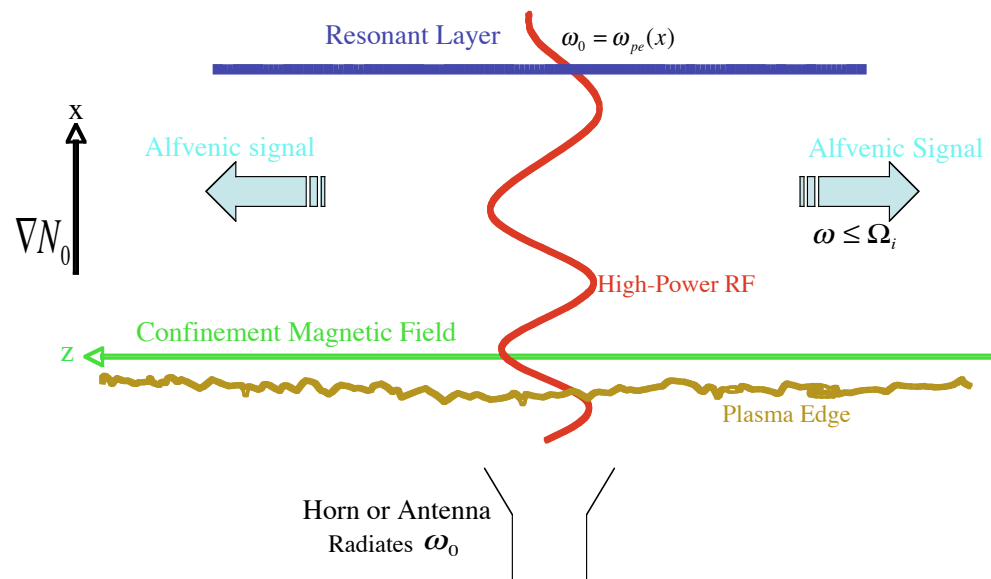 Resonant Layer
ω₀ = ωₚₑ(x)
x
Alfvenic signal
Alfvenic Signal
∇N₀
ω ≤ Ωᵢ
High-Power RF
Confinement Magnetic Field
z
Plasma Edge
Horn or Antenna
Radiates ω₀